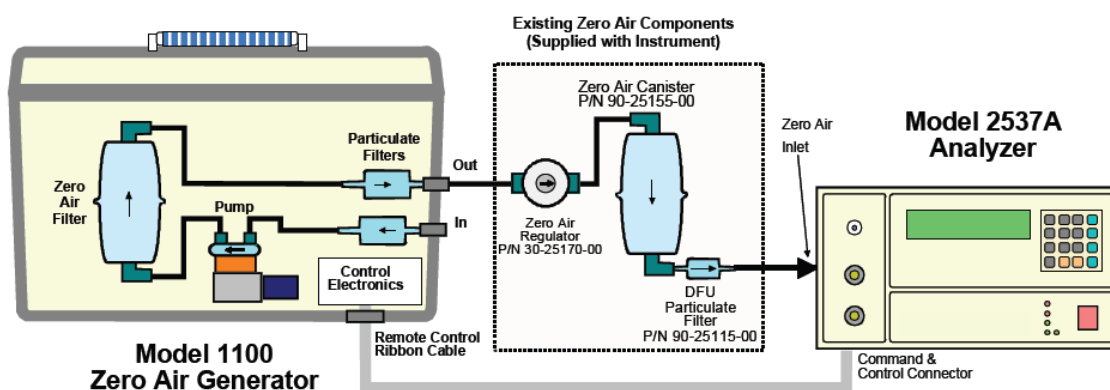 Existing Zero Air Components
(Supplied with Instrument)
Zero Air Canister
P/N 90-25155-00
Zero Air
Inlet
Model 2537A
Analyzer
Particulate
Filters
Out
Zero
Air
Filter
Pump
In
Zero Air
Regulator
P/N 30-25170-00
Control
Electronics
DFU
Particulate
Filter
P/N 90-25115-00
Remote Control
Ribbon Cable
Model 1100
Zero Air Generator
Command &
Control Connector